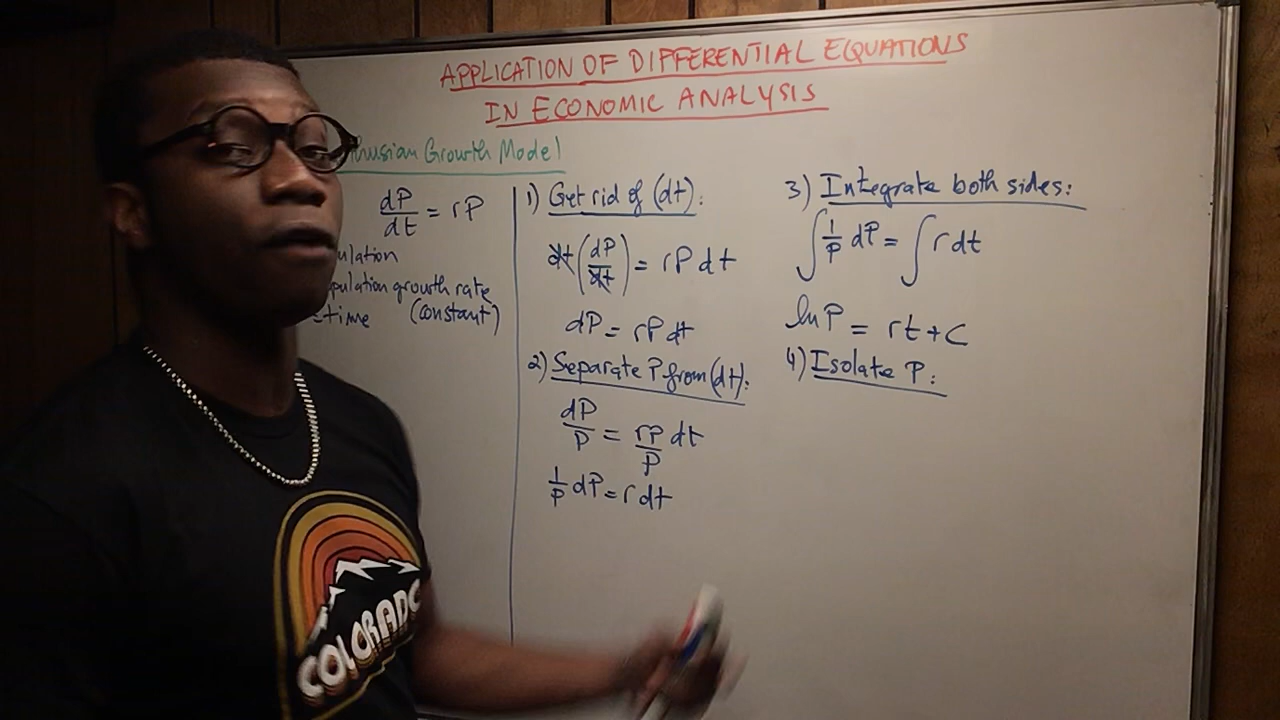 APPLICATION OF DIFFERENTIAL EQUATIONS
IN ECONOMIC ANALYSIS
thusian Growth Model
dP/dt = rP
ulation
pulation growth rate
=time (constant)
1) Get rid of (dt):
dt(dP/dt) = rP dt
dP = rP dt
2) Separate P from (dt):
dP/P = rP/P dt
1/P dP = r dt
3) Integrate both sides:
∫ 1/P dP = ∫ r dt
ln P = rt + C
4) Isolate P:
COLORADO